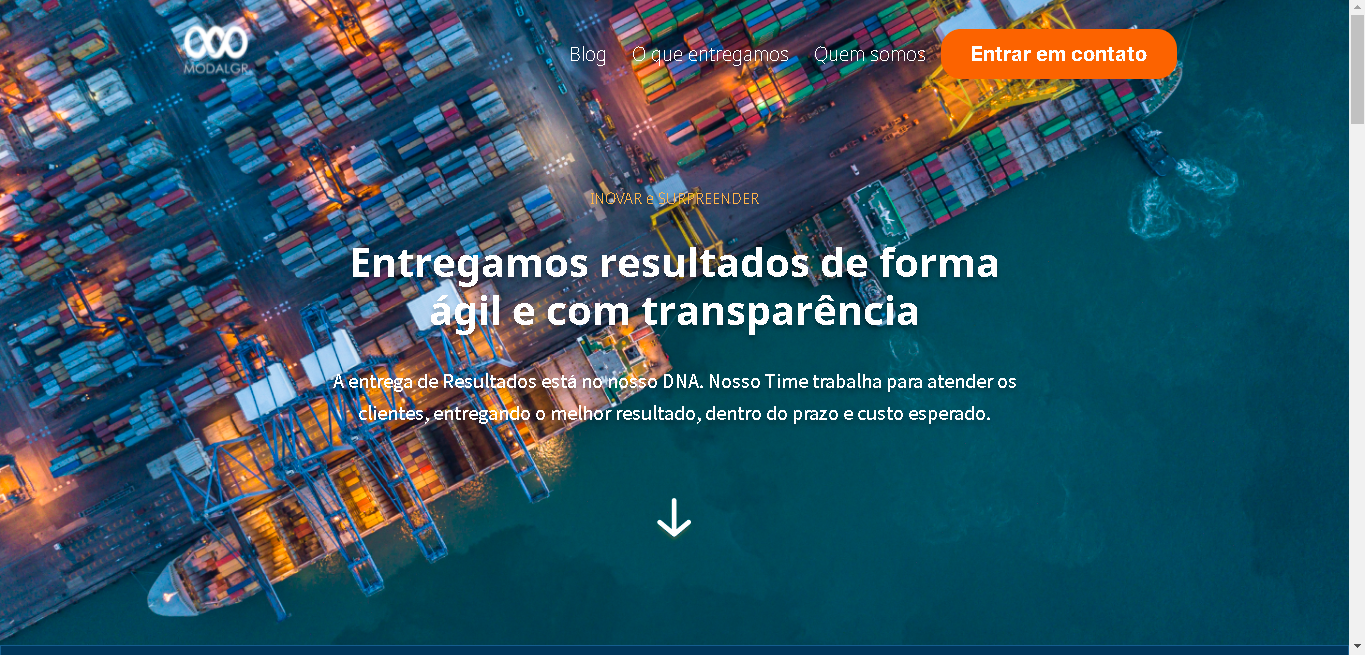 MODALGR
Blog
O que entregamos
Quem somos
Entrar em contato
INOVAR e SURPREENDER
Entregamos resultados de forma
ágil e com transparência
A entrega de Resultados está no nosso DNA. Nosso Time trabalha para atender os
clientes, entregando o melhor resultado, dentro do prazo e custo esperado.